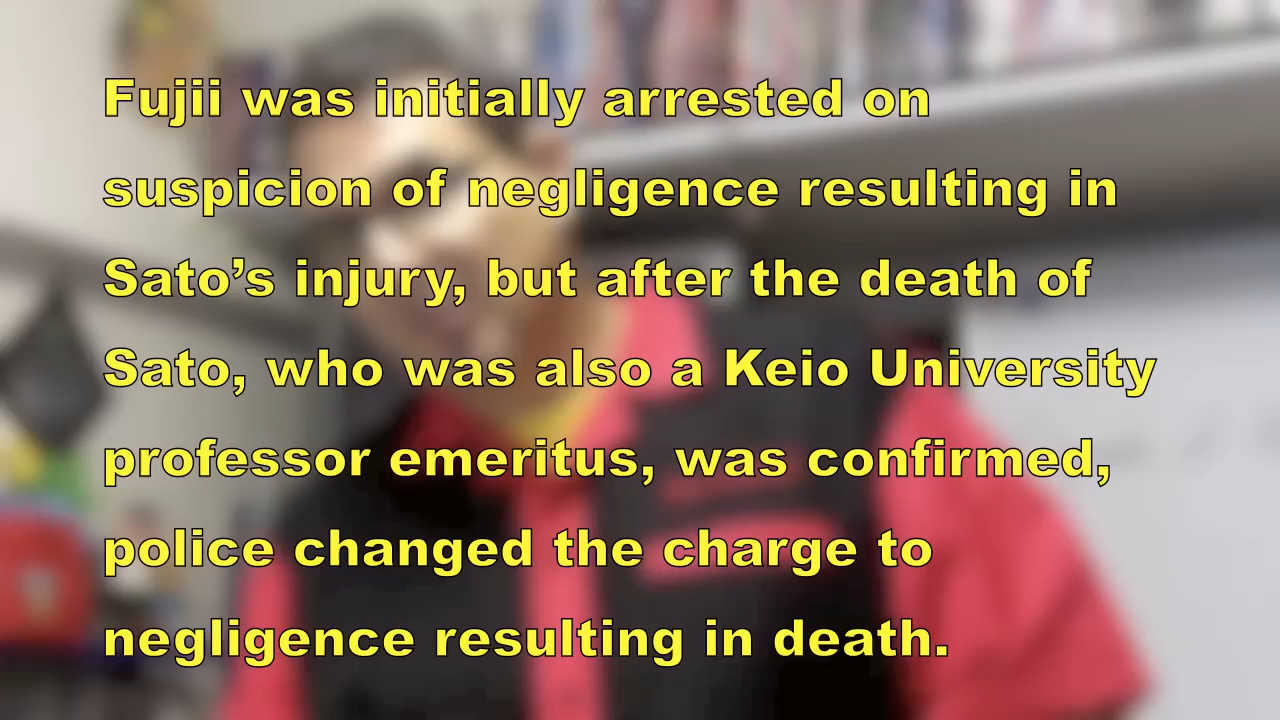 Fujii was initially arrested on
suspicion of negligence resulting in
Sato’s injury, but after the death of
Sato, who was also a Keio University
professor emeritus, was confirmed,
police changed the charge to
negligence resulting in death.